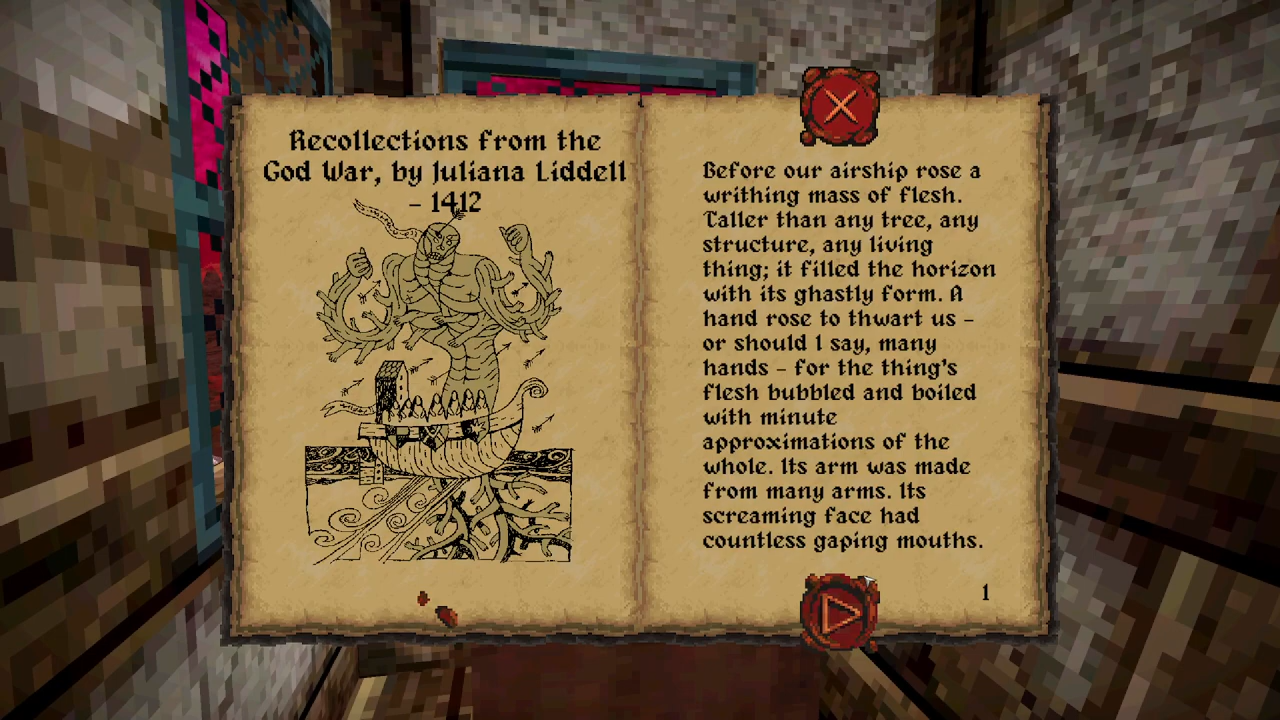 Recollections from the
God War, by Juliana Liddell
- 1412
Before our airship rose a
writhing mass of flesh.
Taller than any tree, any
structure, any living
thing; it filled the horizon
with its ghastly form. A
hand rose to thwart us -
or should I say, many
hands - for the thing's
flesh bubbled and boiled
with minute
approximations of the
whole. Its arm was made
from many arms. Its
screaming face had
countless gaping mouths.
1